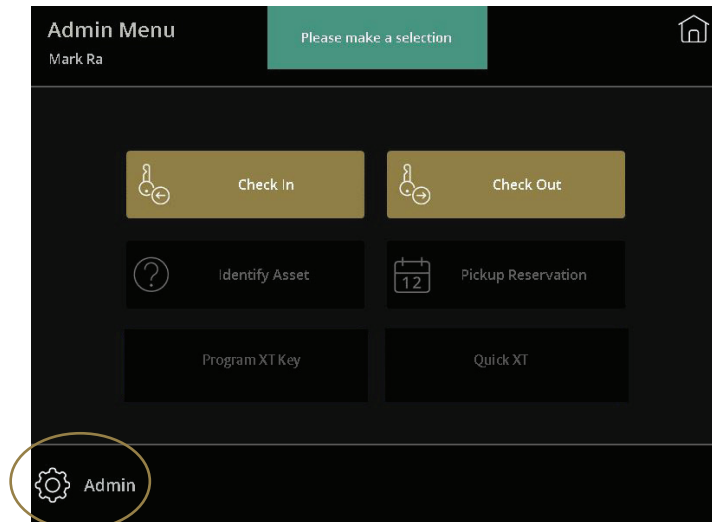 Admin Menu
Please make a selection
Mark Ra
Check In
Check Out
Identify Asset
12
Pickup Reservation
Program XT Key
Quick XT
Admin